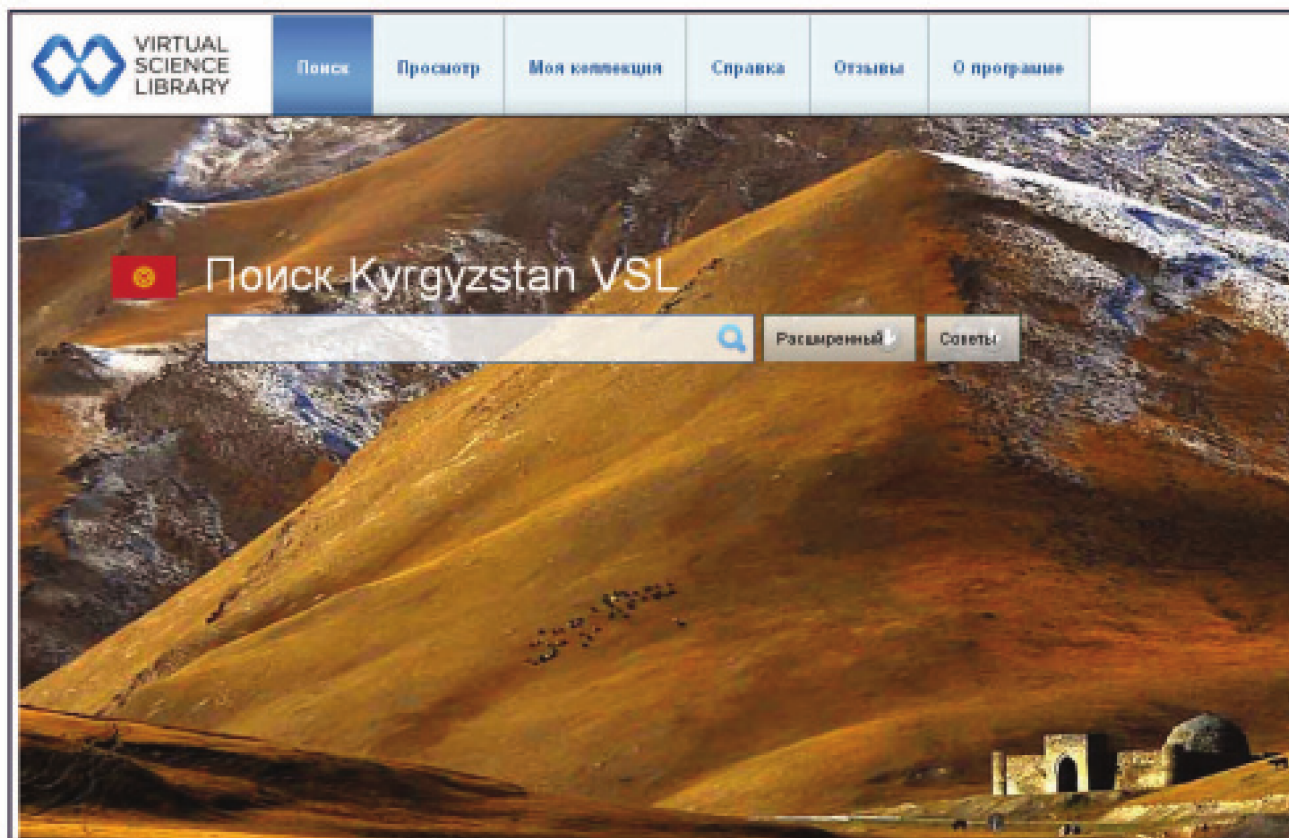 VIRTUAL
SCIENCE
LIBRARY
Поиск
Просмотр
Моя коллекция
Справка
Отзывы
О программе
Поиск Kyrgyzstan VSL
Расширенный
Советы